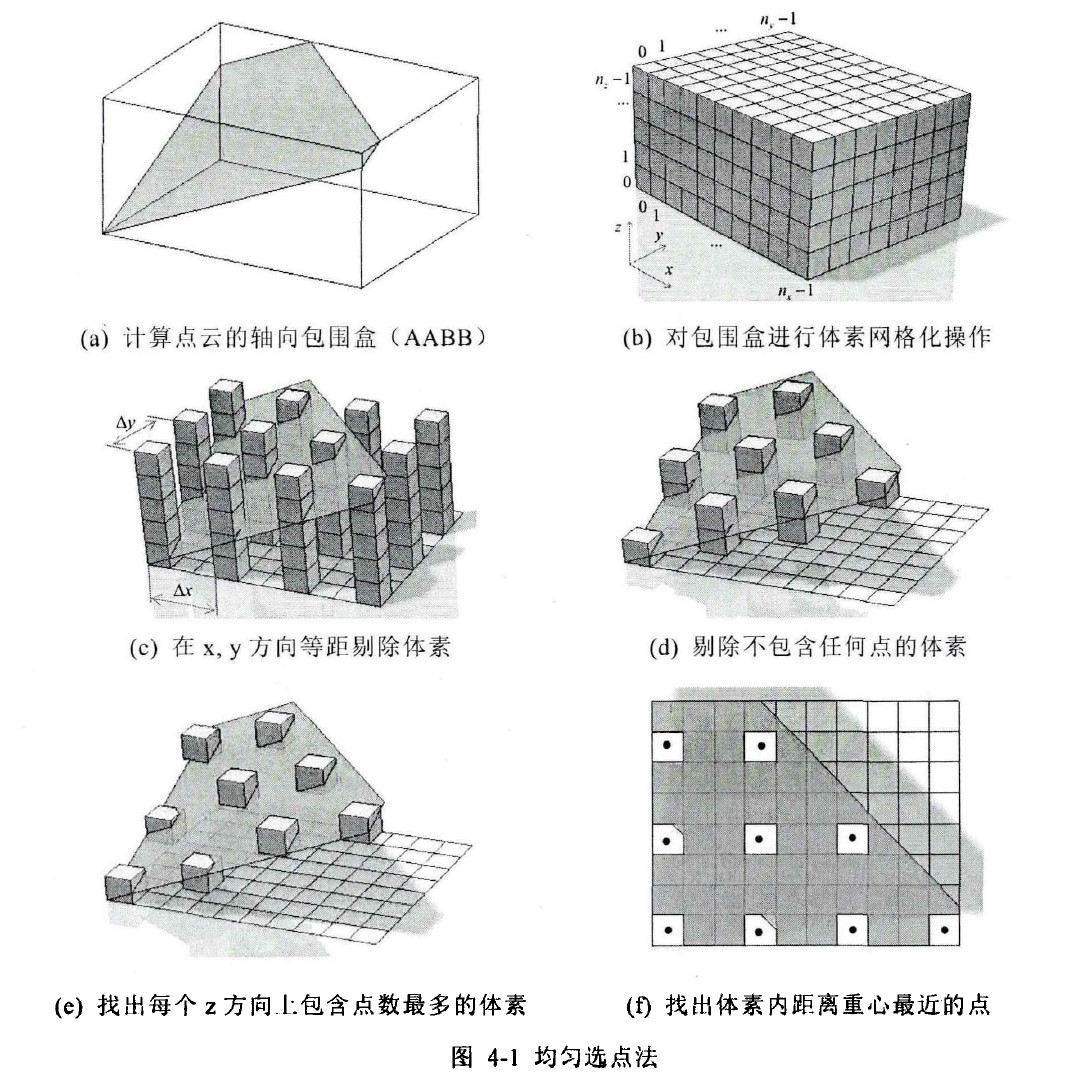 n_y-1
...
0 1
n_z-1
...
1
0
0
1
z
y
x
...
n_x-1
(a) 计算点云的轴向包围盒（AABB）
(b) 对包围盒进行体素网格化操作
Δy
Δx
(c) 在 x, y 方向等距剔除体素
(d) 剔除不包含任何点的体素
(e) 找出每个 z 方向上包含点数最多的体素
(f) 找出体素内距离重心最近的点
图 4-1 均匀选点法